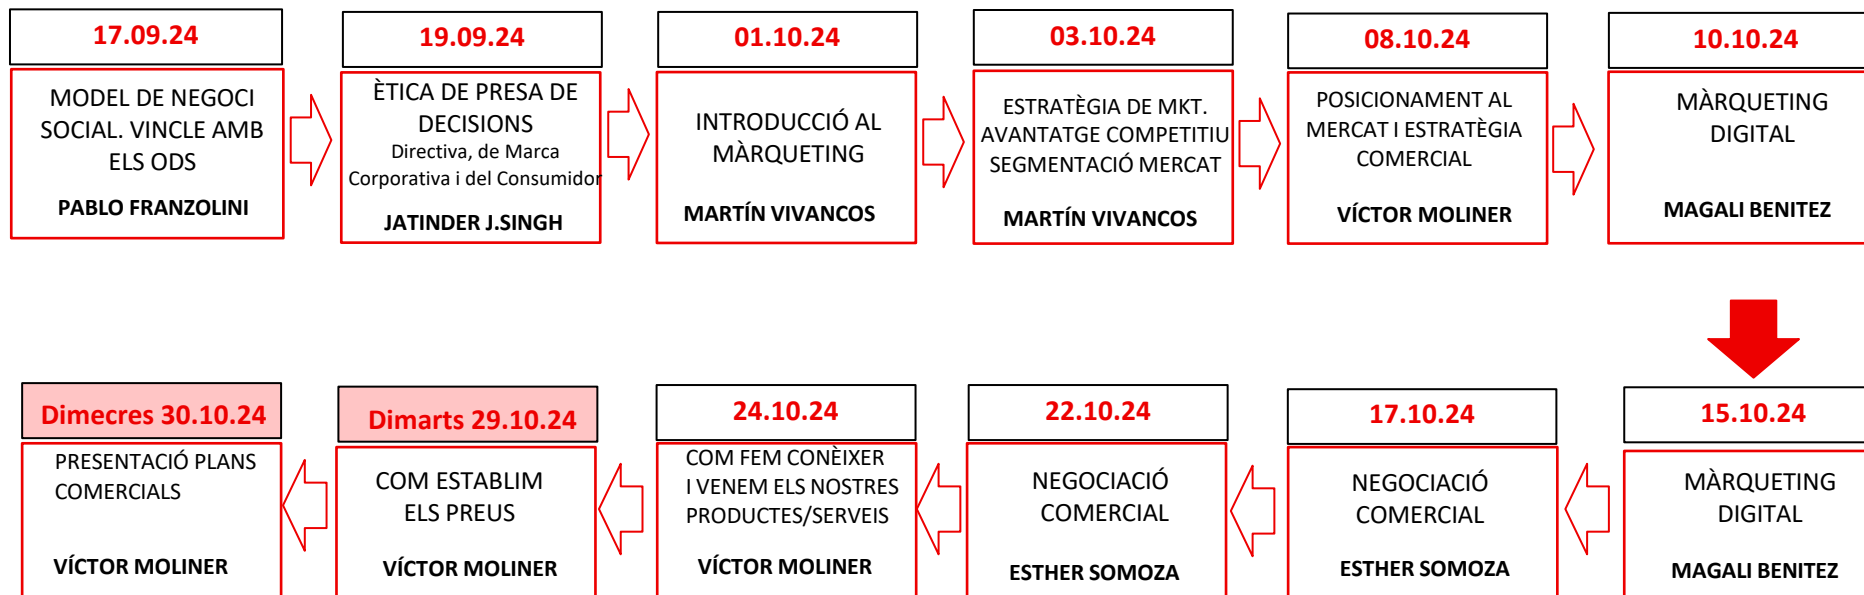 17.09.24
MODEL DE NEGOCI
SOCIAL. VINCLE AMB
ELS ODS
PABLO FRANZOLINI
19.09.24
ÈTICA DE PRESA DE
DECISIONS
Directiva, de Marca
Corporativa i del Consumidor
JATINDER J.SINGH
01.10.24
INTRODUCCIÓ AL
MÀRQUETING
MARTÍN VIVANCOS
03.10.24
ESTRATÈGIA DE MKT.
AVANTATGE COMPETITIU
SEGMENTACIÓ MERCAT
MARTÍN VIVANCOS
08.10.24
POSICIONAMENT AL
MERCAT I ESTRATÈGIA
COMERCIAL
VÍCTOR MOLINER
10.10.24
MÀRQUETING
DIGITAL
MAGALI BENITEZ
15.10.24
MÀRQUETING
DIGITAL
MAGALI BENITEZ
17.10.24
NEGOCIACIÓ
COMERCIAL
ESTHER SOMOZA
22.10.24
NEGOCIACIÓ
COMERCIAL
ESTHER SOMOZA
24.10.24
COM FEM CONÈIXER
I VENEM ELS NOSTRES
PRODUCTES/SERVEIS
VÍCTOR MOLINER
Dimarts 29.10.24
COM ESTABLIM
ELS PREUS
VÍCTOR MOLINER
Dimecres 30.10.24
PRESENTACIÓ PLANS
COMERCIALS
VÍCTOR MOLINER